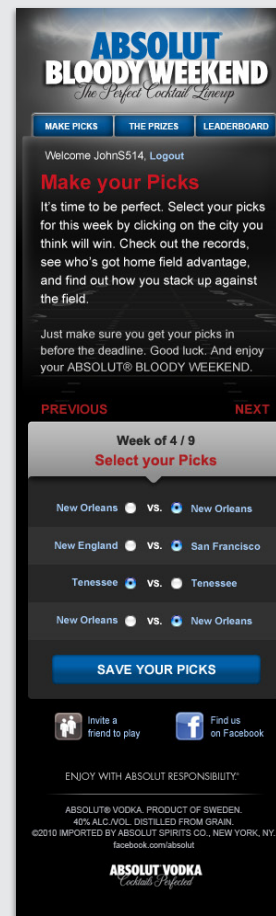 ABSOLUT
BLOODY WEEKEND
The Perfect Cocktail Lineup
MAKE PICKS THE PRIZES LEADERBOARD
Welcome JohnS514, Logout
Make your Picks
It's time to be perfect. Select your picks
for this week by clicking on the city you
think will win. Check out the records,
see who's got home field advantage,
and find out how you stack up against
the field.
Just make sure you get your picks in
before the deadline. Good luck. And enjoy
your ABSOLUT® BLOODY WEEKEND.
PREVIOUS NEXT
Week of 4 / 9
Select your Picks
New Orleans vs. New Orleans
New England vs. San Francisco
Tenessee vs. Tenessee
New Orleans vs. New Orleans
SAVE YOUR PICKS
Invite a
friend to play
Find us
on Facebook
ENJOY WITH ABSOLUT RESPONSIBILITY.®
ABSOLUT® VODKA. PRODUCT OF SWEDEN.
40% ALC./VOL. DISTILLED FROM GRAIN.
©2010 IMPORTED BY ABSOLUT SPIRITS CO., NEW YORK, NY.
facebook.com/absolut
ABSOLUT VODKA
Cocktails Perfected